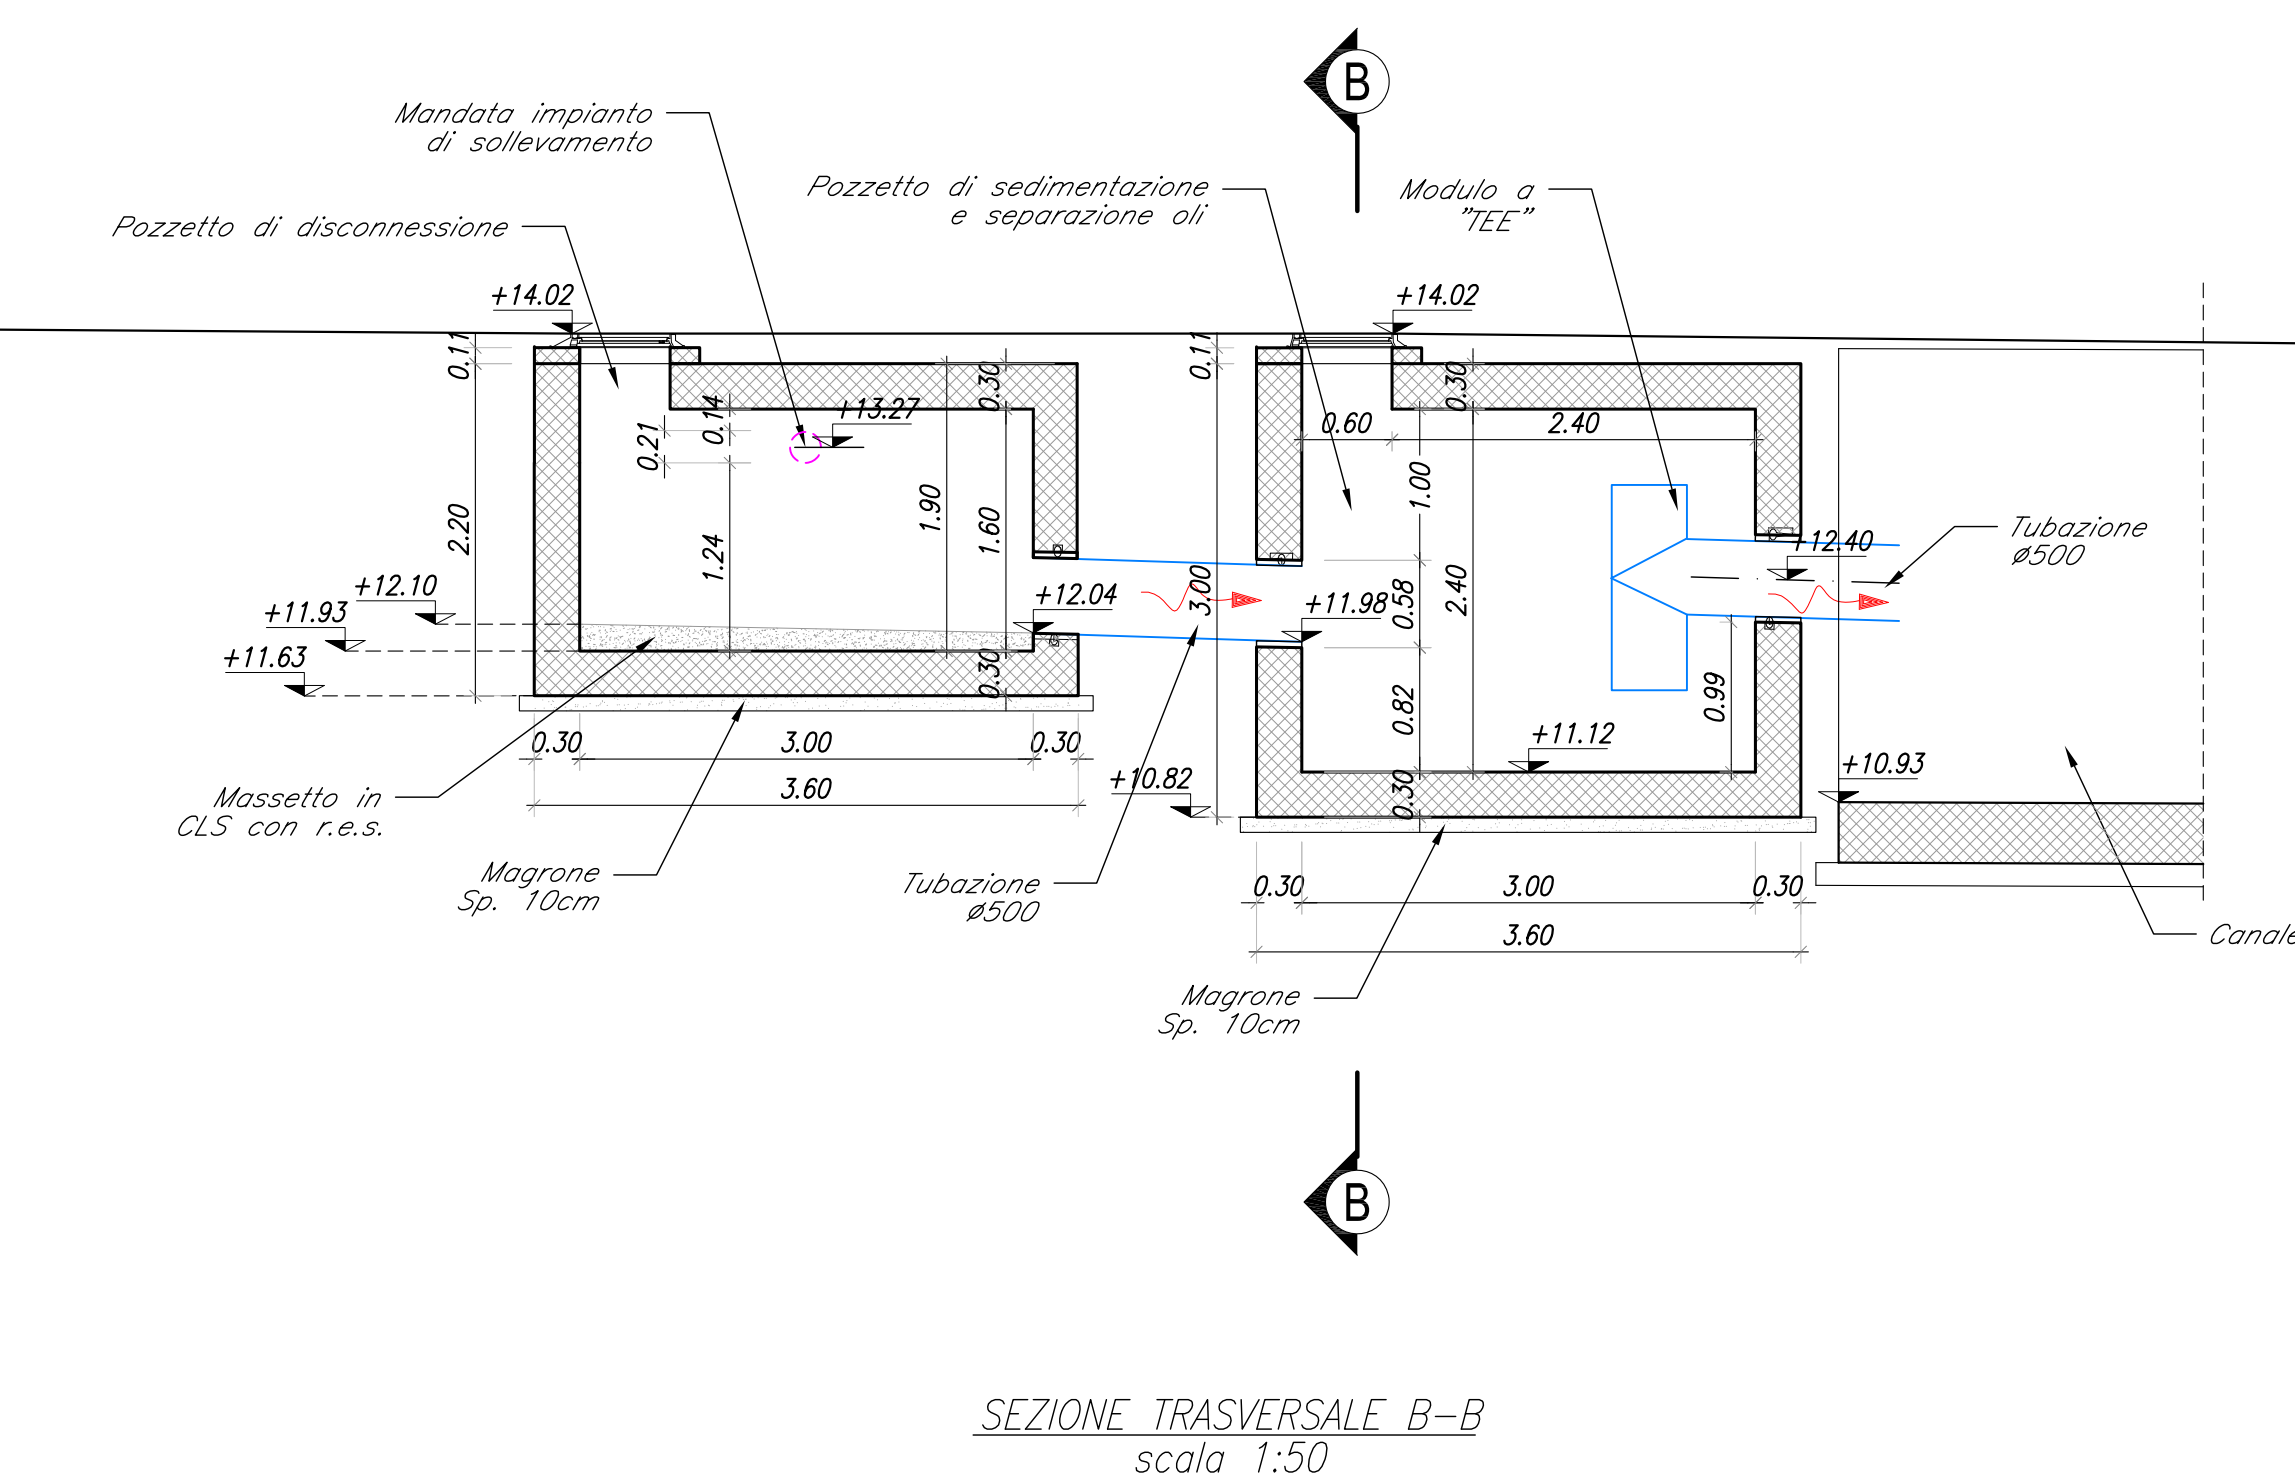 B
Mandata impianto
di sollevamento
Pozzetto di sedimentazione
e separazione oli
Modulo a
"TEE"
Pozzetto di disconnessione
+14.02
+14.02
0.11
0.30
0.11
0.30
0.14
+13.27
0.21
0.60
2.40
2.20
1.24
1.90
1.60
1.00
3.00
0.58
2.40
+12.40
Tubazione
ø500
+12.10
+11.93
+11.63
+12.04
+11.98
0.30
0.82
0.99
+11.12
0.30
3.00
0.30
3.60
+10.82
0.30
+10.93
Massetto in
CLS con r.e.s.
Magrone
Sp. 10cm
Tubazione
ø500
0.30
3.00
0.30
3.60
Canale
Magrone
Sp. 10cm
B
SEZIONE TRASVERSALE B-B
scala 1:50